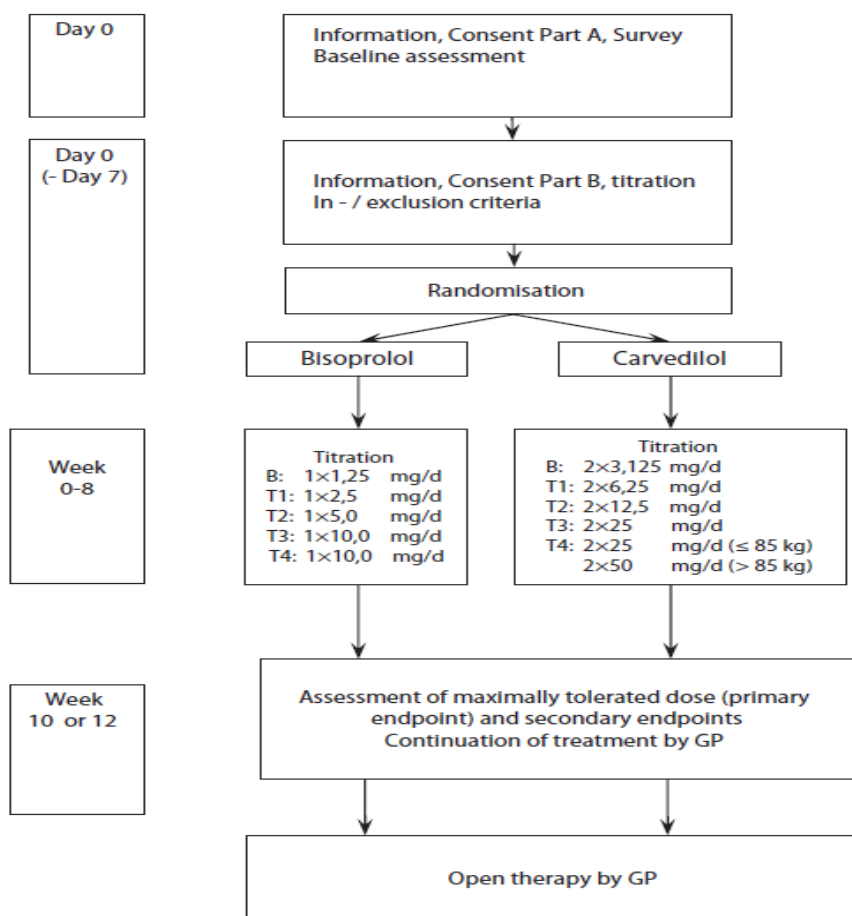 Day 0
Information, Consent Part A, Survey
Baseline assessment
Day 0
(- Day 7)
Information, Consent Part B, titration
In - / exclusion criteria
Randomisation
Bisoprolol
Carvedilol
Week
0-8
Titration
B: 1×1,25 mg/d
T1: 1×2,5 mg/d
T2: 1×5,0 mg/d
T3: 1×10,0 mg/d
T4: 1×10,0 mg/d
Titration
B: 2×3,125 mg/d
T1: 2×6,25 mg/d
T2: 2×12,5 mg/d
T3: 2×25 mg/d
T4: 2×25 mg/d (≤ 85 kg)
2×50 mg/d (> 85 kg)
Week
10 or 12
Assessment of maximally tolerated dose (primary
endpoint) and secondary endpoints
Continuation of treatment by GP
Open therapy by GP